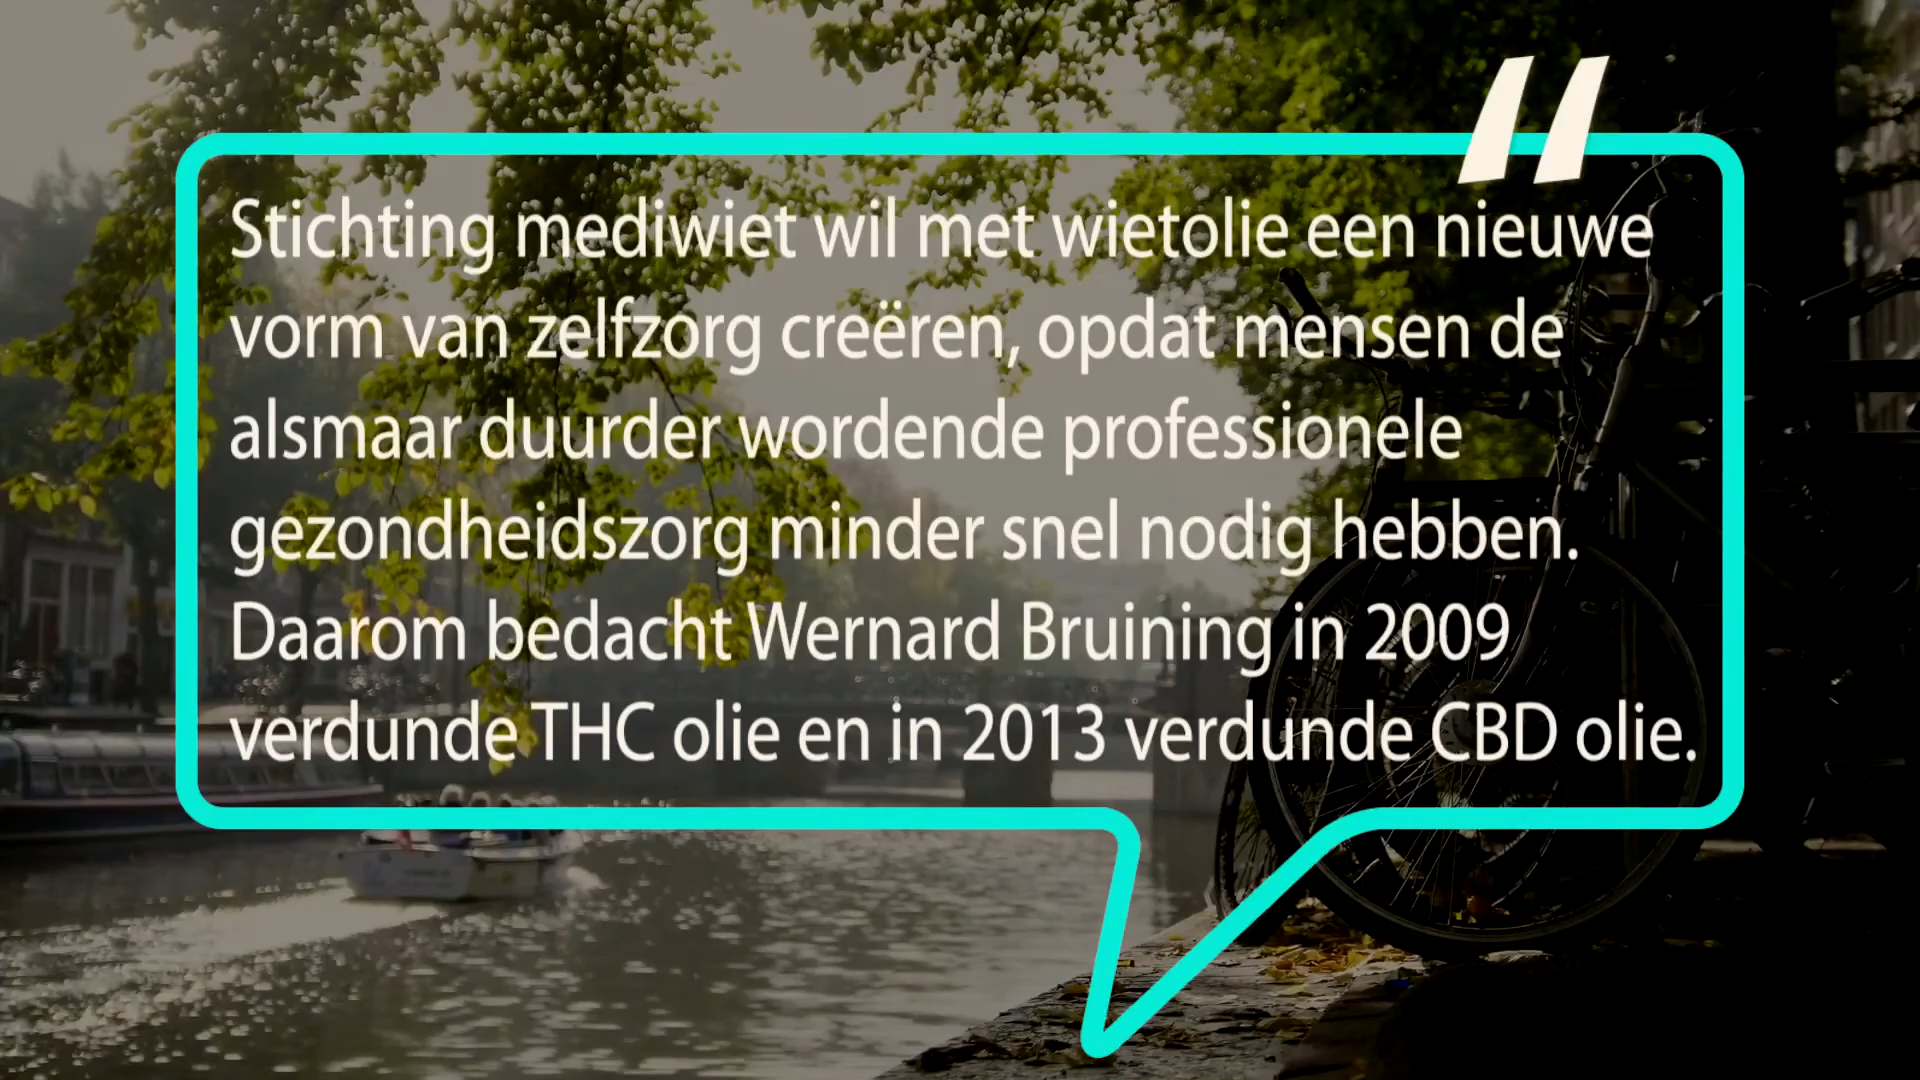 “
Stichting mediwiet wil met wietolie een nieuwe
vorm van zelfzorg creëren, opdat mensen de
alsmaar duurder wordende professionele
gezondheidszorg minder snel nodig hebben.
Daarom bedacht Wernard Bruining in 2009
verdunde THC olie en in 2013 verdunde CBD olie.